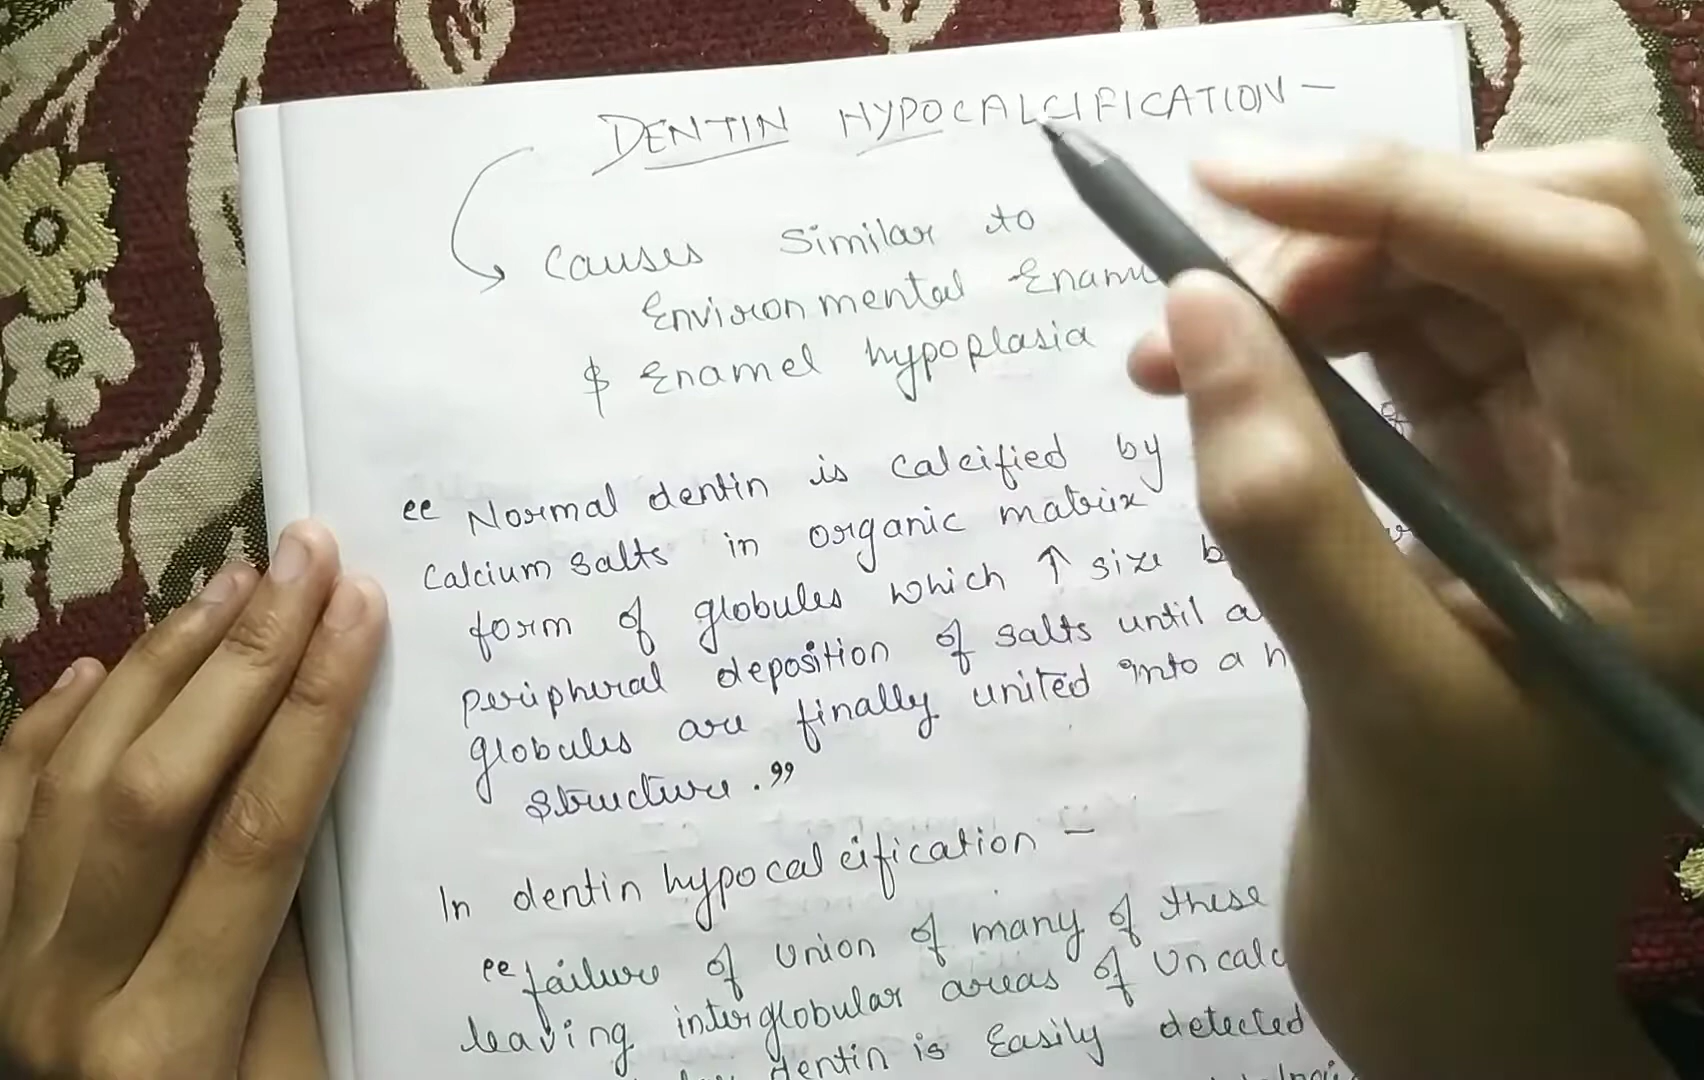 DENTIN HYPOCALCIFICATION -
Causes similar to
Environmental
& Enamel hypoplasia
" Normal dentin is calcified by
Calcium salts in organic matrix
form of globules which ↑ size
peripheral deposition of salts until
globules are finally united into a
structure."
In dentin hypocalcification -
"failure of union of many of these
leaving interglobular areas of
dentin is Easily detected